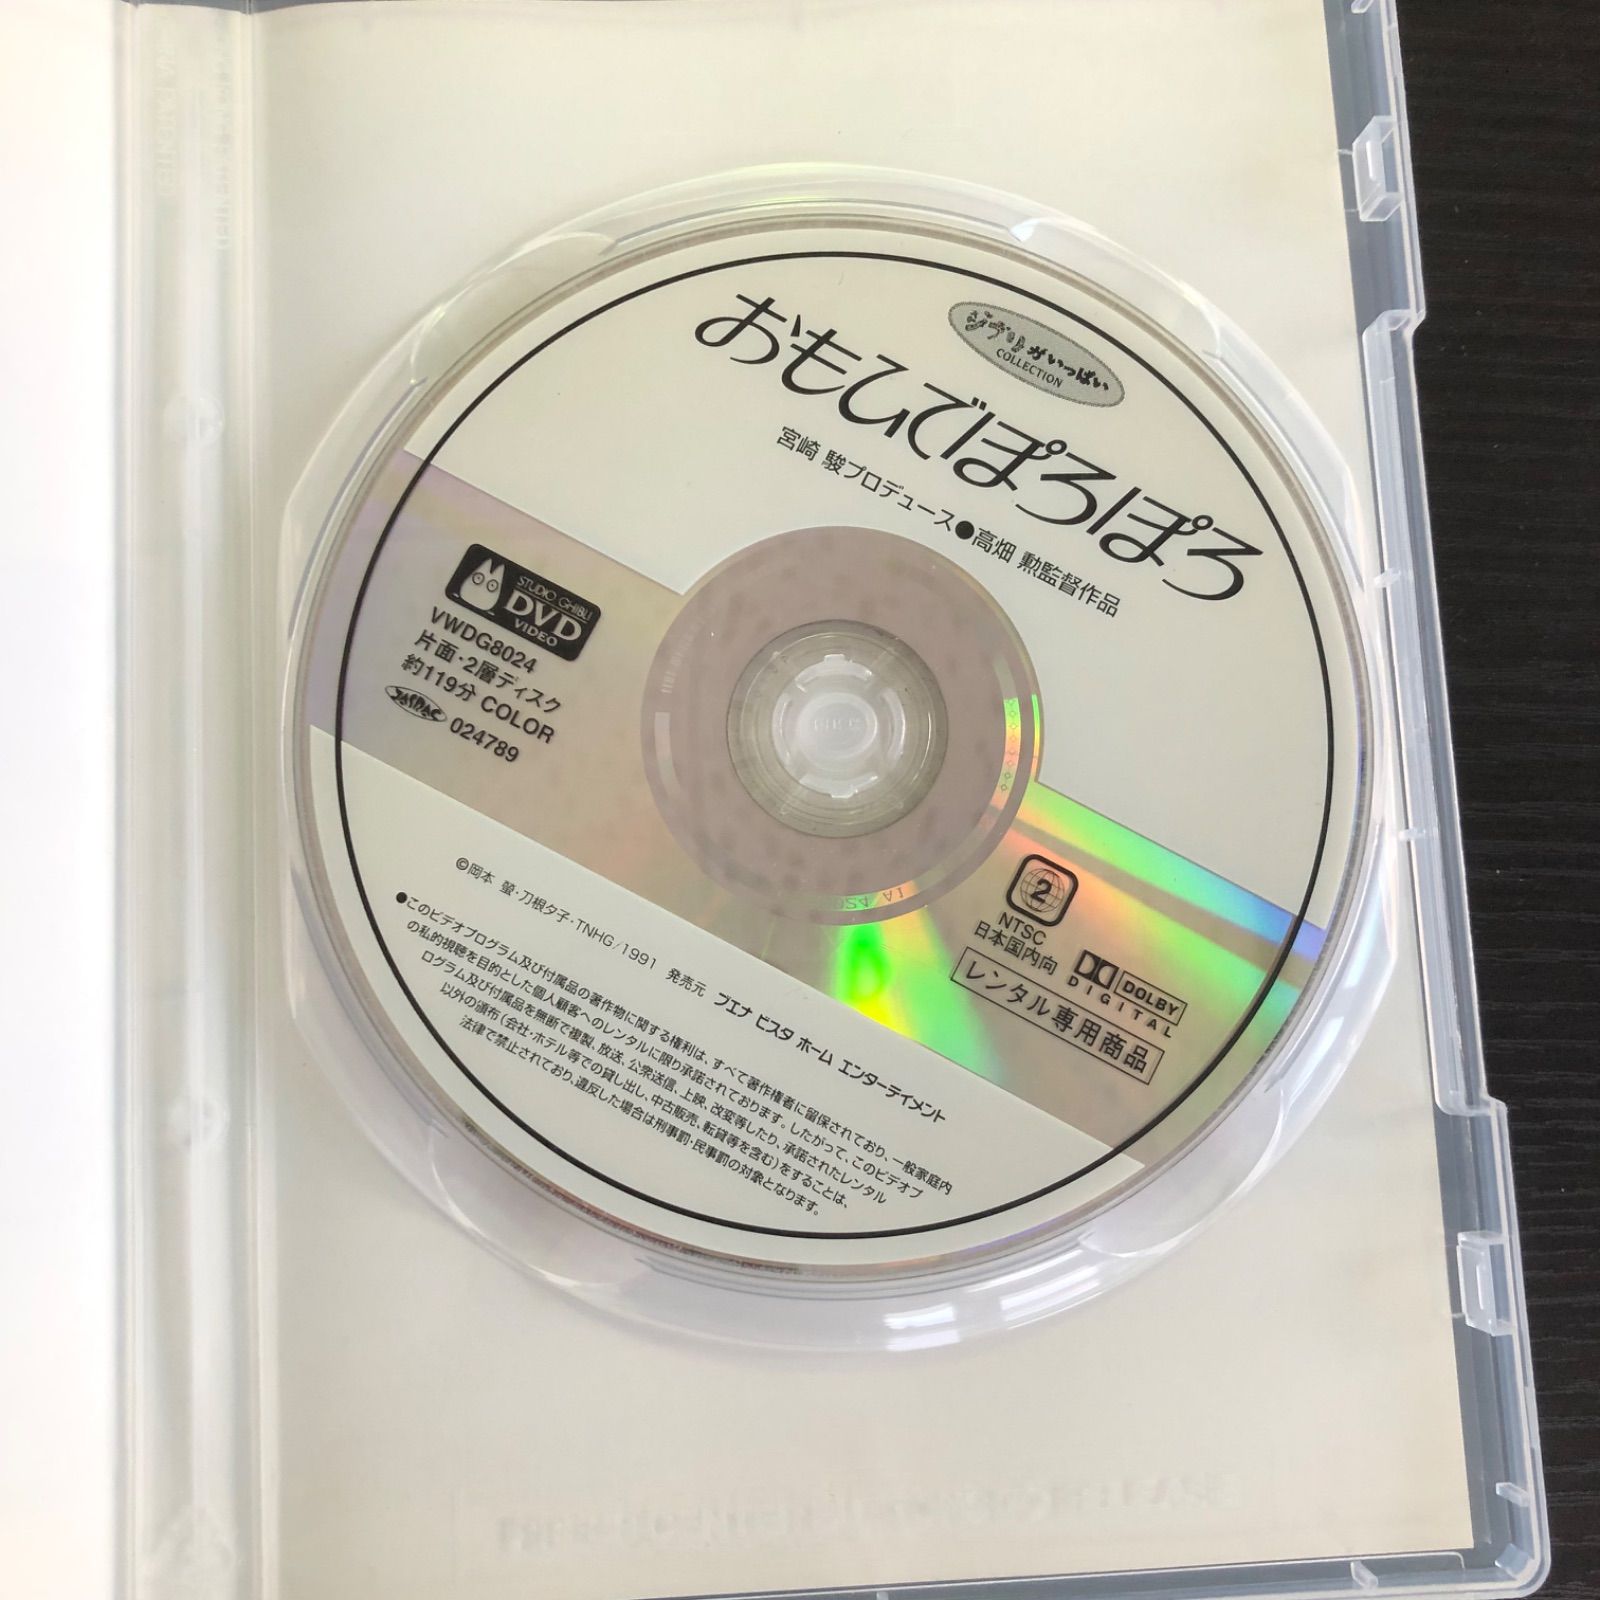 ジブリがいっぱい
COLLECTION
おもひでぽろぽろ
宮崎 駿プロデュース●高畑 勲監督作品
STUDIO GHIBLI
DVD
VIDEO
VWDG8024
片面・2層ディスク
約119分 COLOR
JASRAC
024789
2
NTSC
日本国内向
DOLBY
DIGITAL
レンタル専用商品
©岡本 螢・刀根夕子・TNHG/1991 発売元 ブエナ ビスタ ホーム エンターテイメント
●このビデオプログラム及び付属品の著作物に関する権利は、すべて著作権者に留保されており、一般家庭内
の私的視聴を目的とした個人顧客へのレンタルに限り承諾されております。したがって、このビデオプ
ログラム及び付属品を無断で複製、放送、公衆送信、上映、改変等したり、承諾されたレンタル
以外の頒布(会社・ホテル等での貸し出し、中古販売、転貸等を含む)をすることは、
法律で禁止されており、違反した場合は刑事罰・民事罰の対象となります。